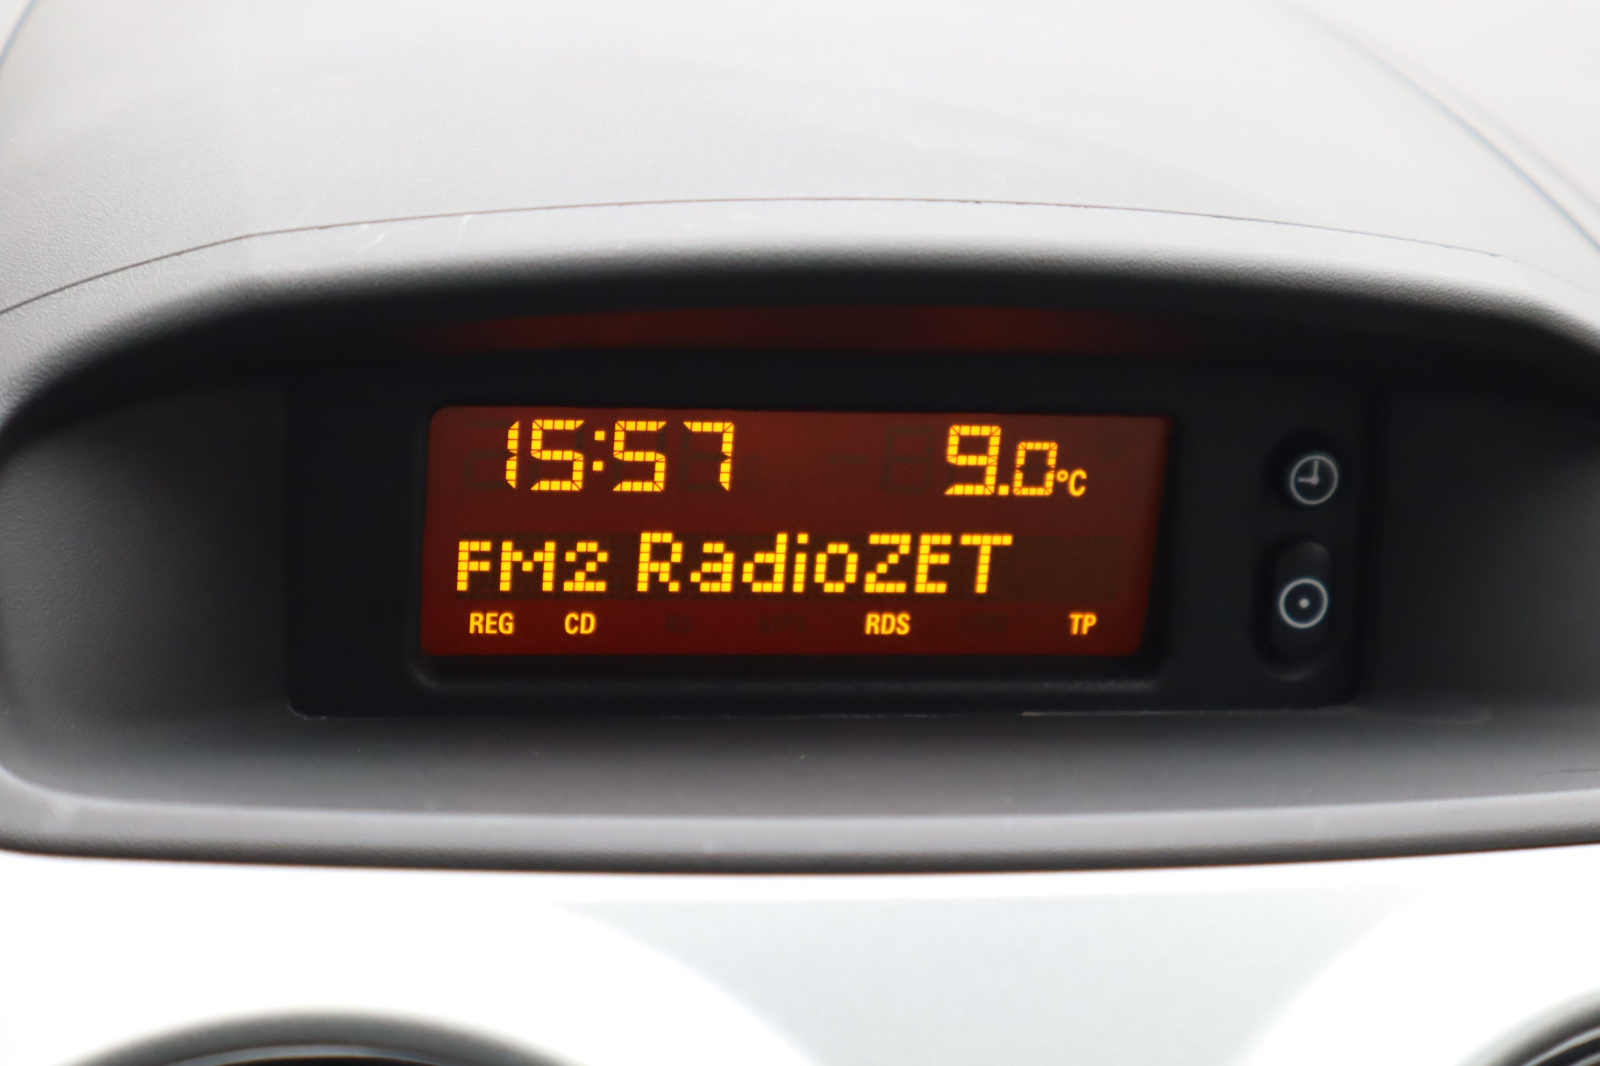 15:57 9.0°C
FM2 RadioZET
REG CD RDS TP